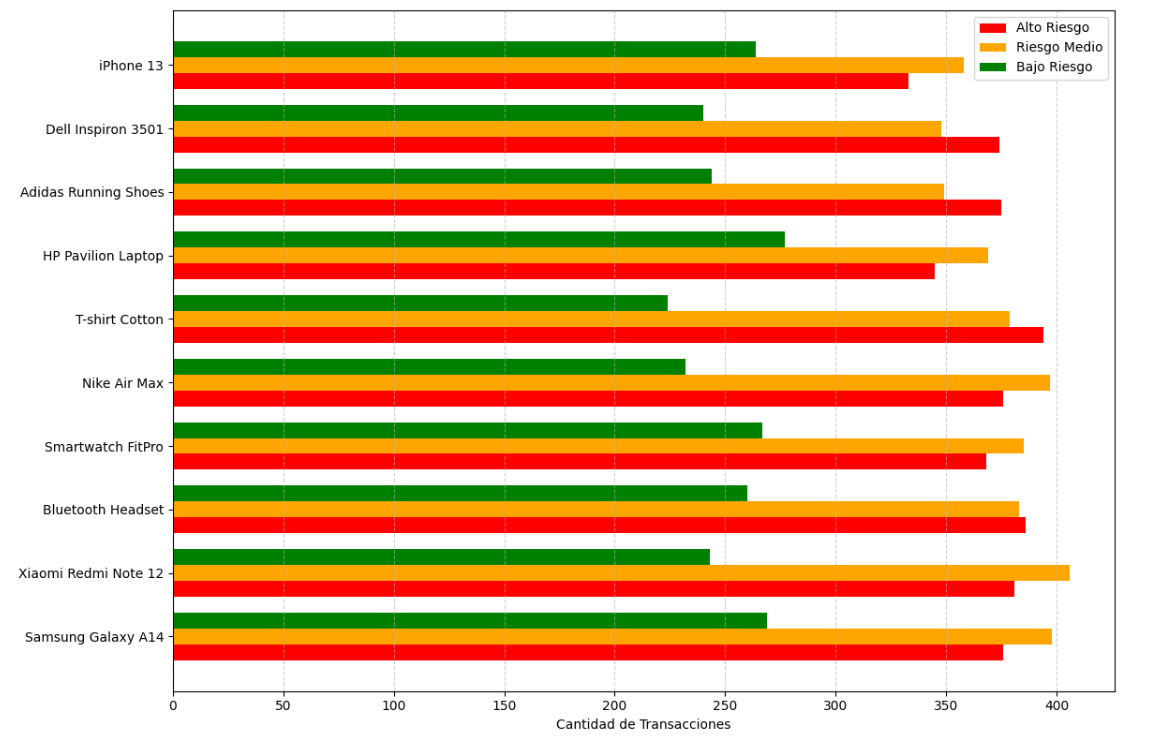 Alto Riesgo
Riesgo Medio
Bajo Riesgo
iPhone 13
Dell Inspiron 3501
Adidas Running Shoes
HP Pavilion Laptop
T-shirt Cotton
Nike Air Max
Smartwatch FitPro
Bluetooth Headset
Xiaomi Redmi Note 12
Samsung Galaxy A14
0 50 100 150 200 250 300 350 400
Cantidad de Transacciones